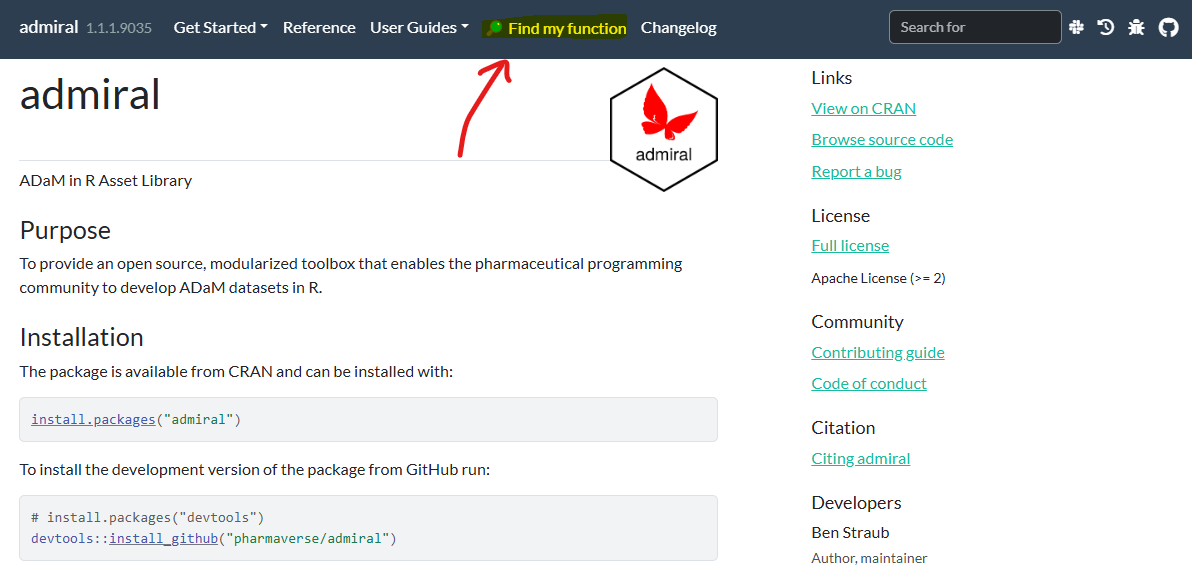 admiral 1.1.1.9035 Get Started Reference User Guides Find my function Changelog Search for
admiral
admiral
ADaM in R Asset Library
Purpose
To provide an open source, modularized toolbox that enables the pharmaceutical programming
community to develop ADaM datasets in R.
Installation
The package is available from CRAN and can be installed with:
install.packages("admiral")
To install the development version of the package from GitHub run:
# install.packages("devtools")
devtools::install_github("pharmaverse/admiral")
Links
View on CRAN
Browse source code
Report a bug
License
Full license
Apache License (>= 2)
Community
Contributing guide
Code of conduct
Citation
Citing admiral
Developers
Ben Straub
Author, maintainer